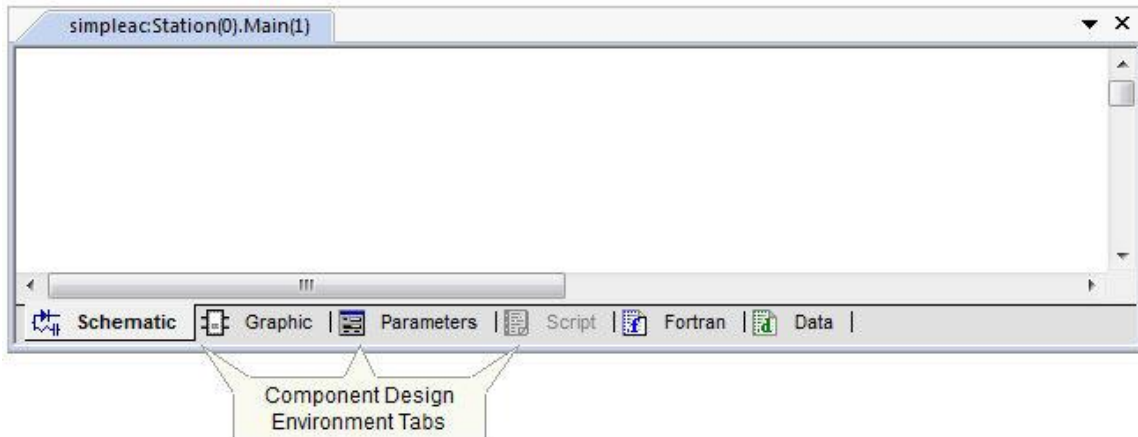 simpleac:Station(0).Main(1)
Schematic Graphic Parameters Script Fortran Data
Component Design
Environment Tabs